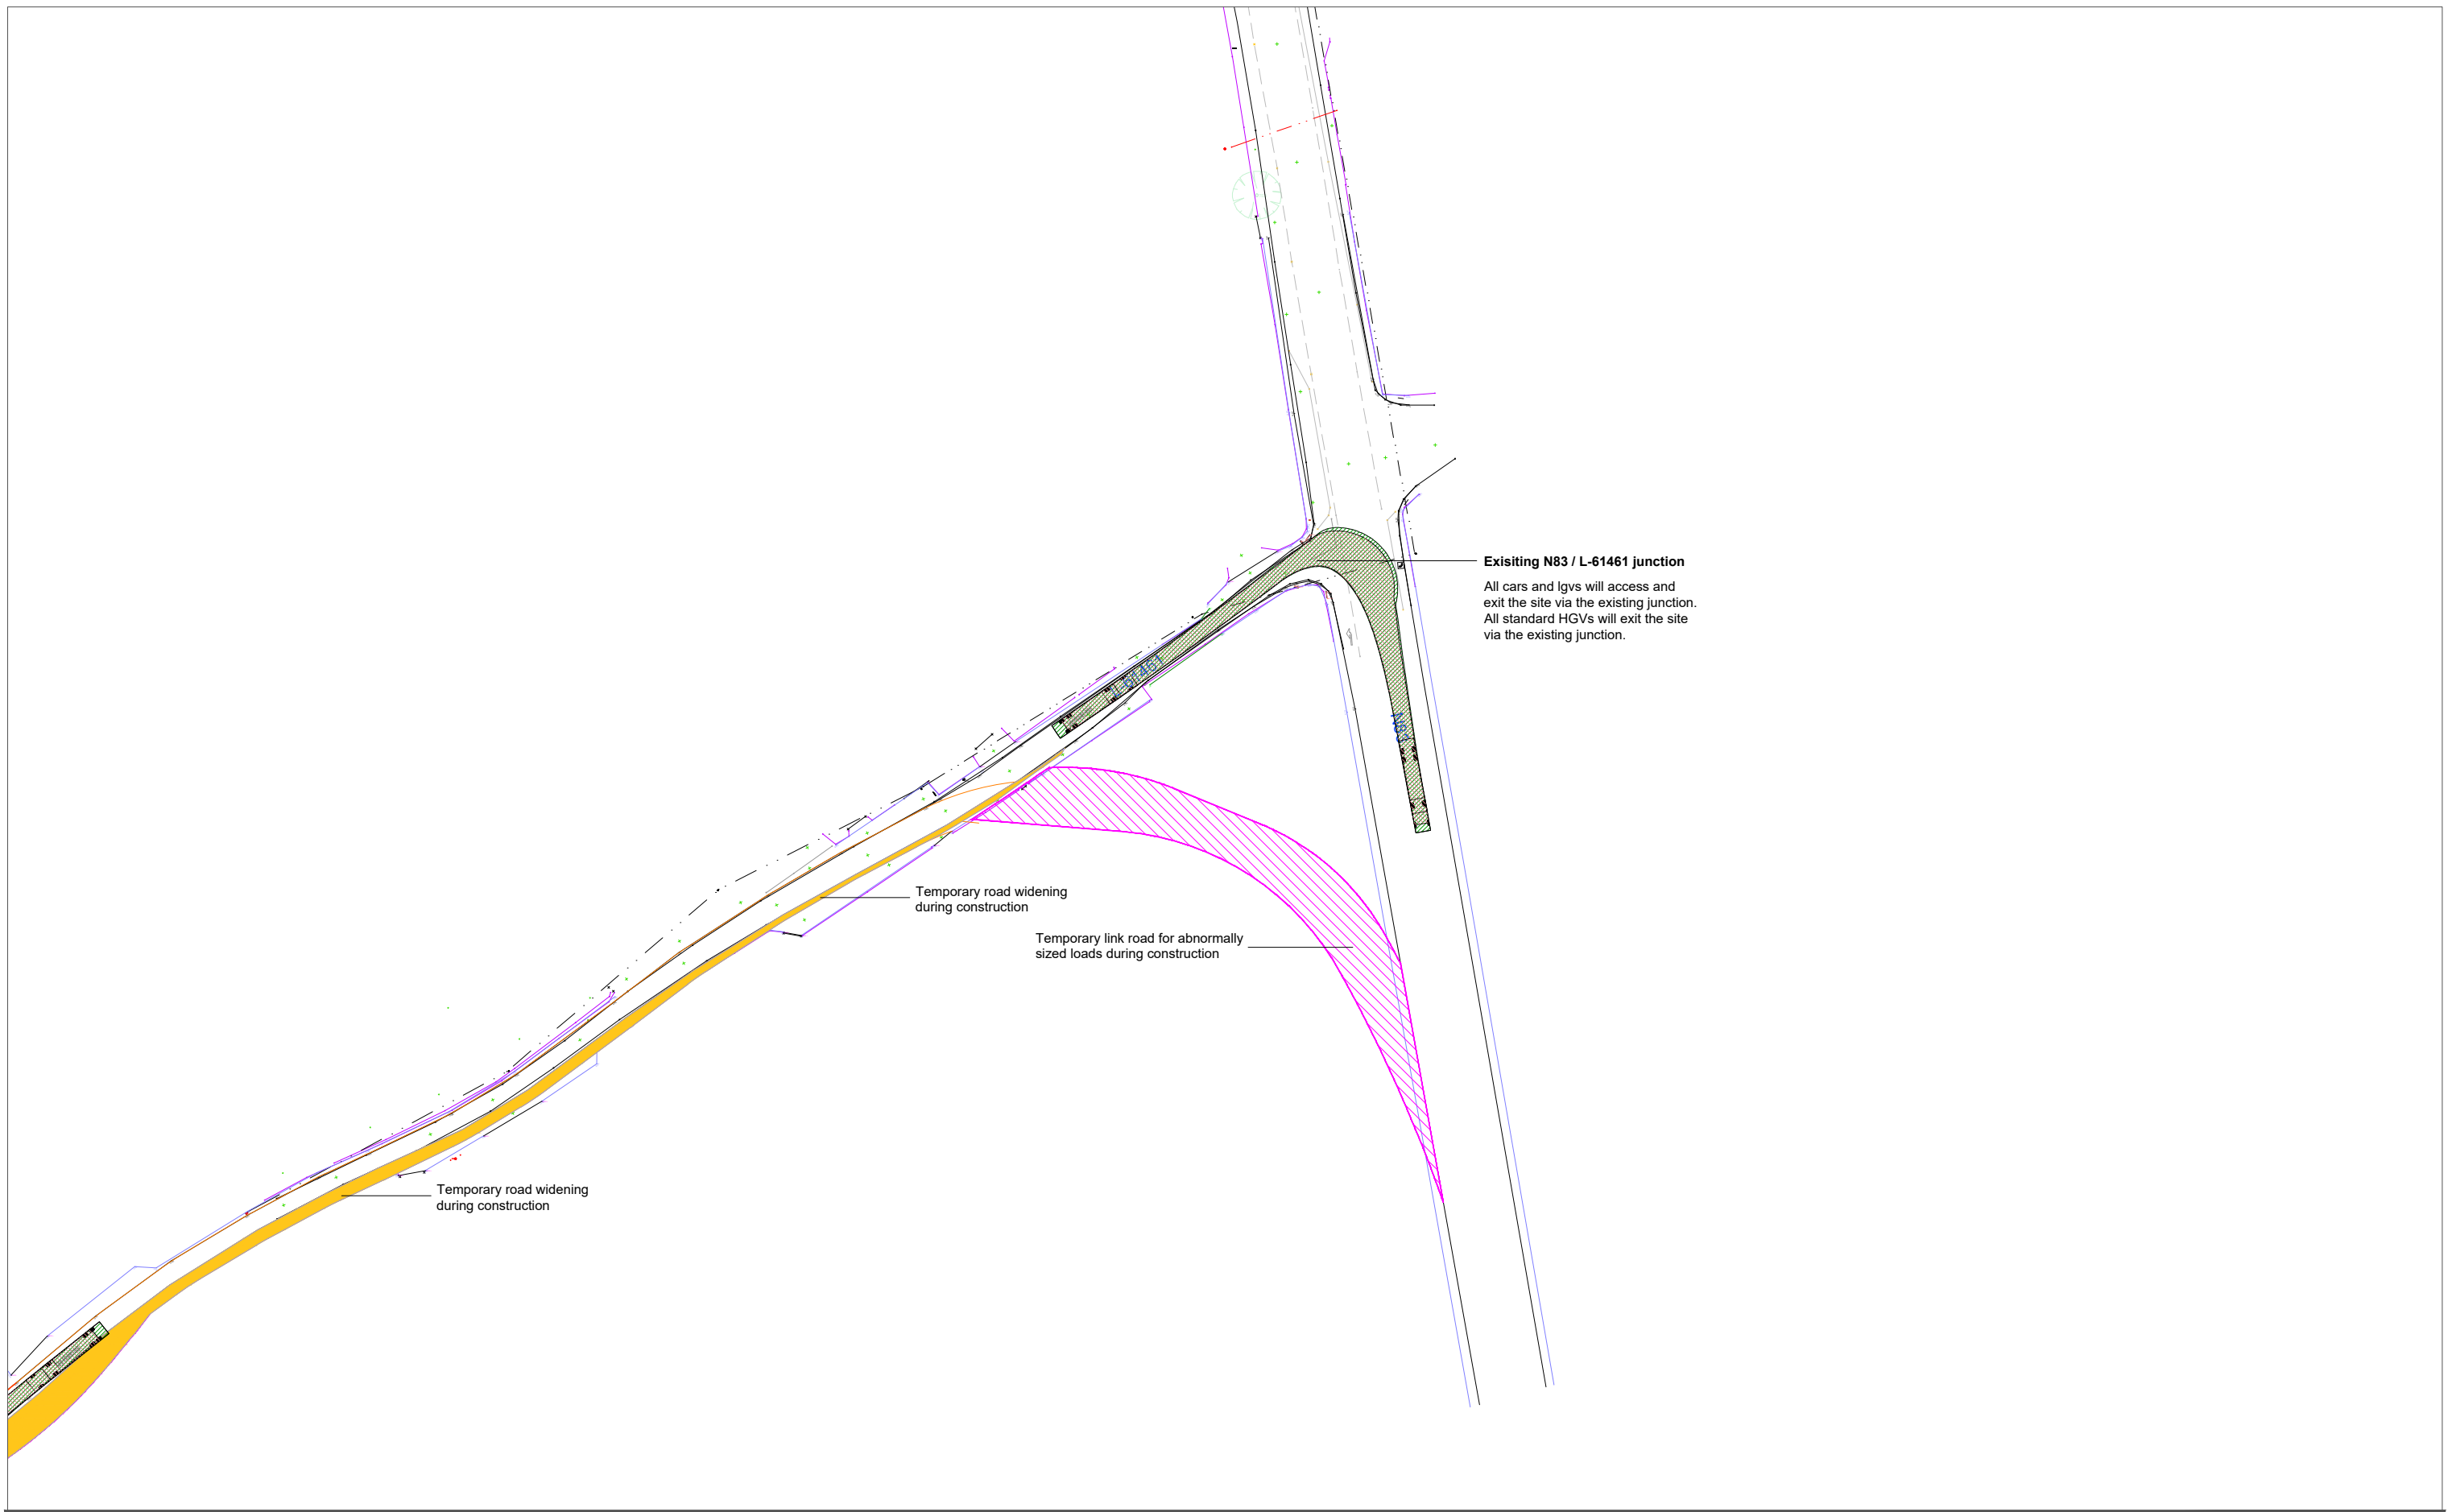 Exisiting N83 / L-61461 junction
All cars and lgvs will access and
exit the site via the existing junction.
All standard HGVs will exit the site
via the existing junction.
L-61461
N83
Temporary road widening
during construction
Temporary link road for abnormally
sized loads during construction
Temporary road widening
during construction